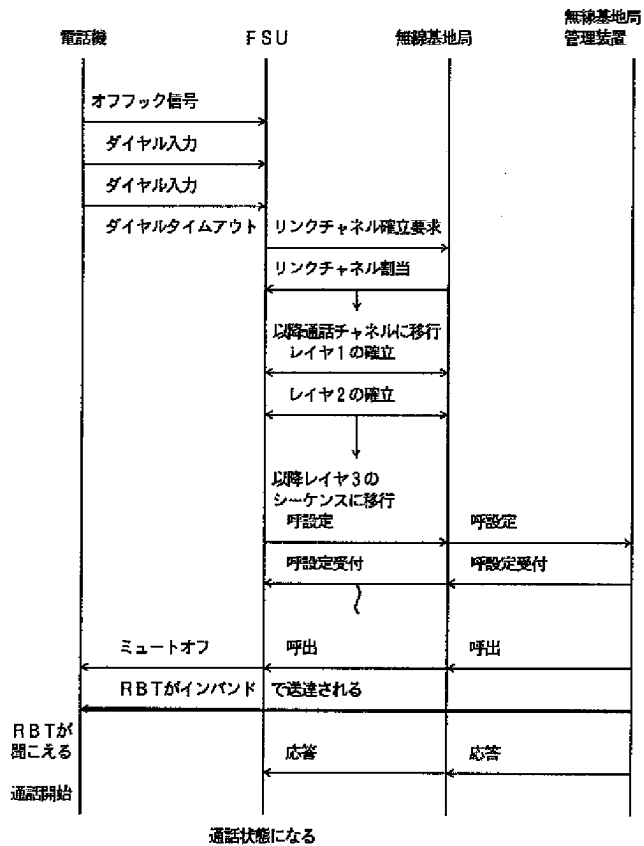 電話機
FSU
無線基地局
無線基地局
管理装置
オフフック信号
ダイヤル入力
ダイヤル入力
ダイヤルタイムアウト
リンクチャネル確立要求
リンクチャネル割当
以降通話チャネルに移行
レイヤ1の確立
レイヤ2の確立
以降レイヤ3の
シーケンスに移行
呼設定
呼設定
呼設定受付
呼設定受付
ミュートオフ
呼出
呼出
RBTがインバンド で送達される
RBTが
聞こえる
応答
応答
通話開始
通話状態になる